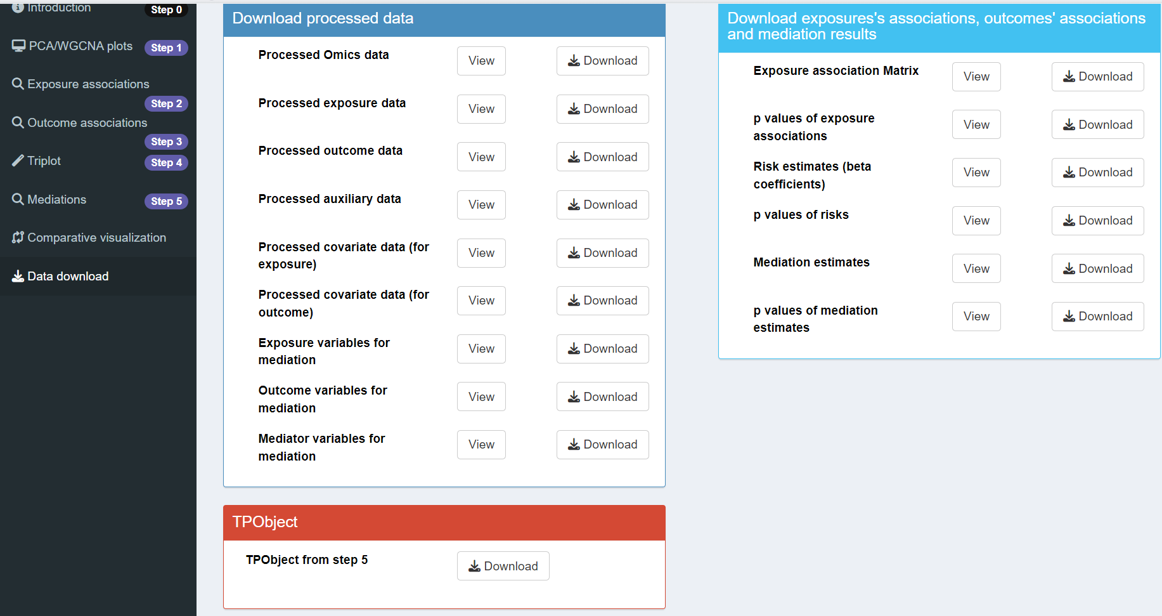 Introduction
Step 0
PCA/WGCNA plots
Step 1
Exposure associations
Step 2
Outcome associations
Step 3
Triplot
Step 4
Mediations
Step 5
Comparative visualization
Data download
Download processed data
Processed Omics data
View
Download
Processed exposure data
View
Download
Processed outcome data
View
Download
Processed auxiliary data
View
Download
Processed covariate data (for
exposure)
View
Download
Processed covariate data (for
outcome)
View
Download
Exposure variables for
mediation
View
Download
Outcome variables for
mediation
View
Download
Mediator variables for
mediation
View
Download
TPObject
TPObject from step 5
Download
Download exposures's associations, outcomes' associations
and mediation results
Exposure association Matrix
View
Download
p values of exposure
associations
View
Download
Risk estimates (beta
coefficients)
View
Download
p values of risks
View
Download
Mediation estimates
View
Download
p values of mediation
estimates
View
Download